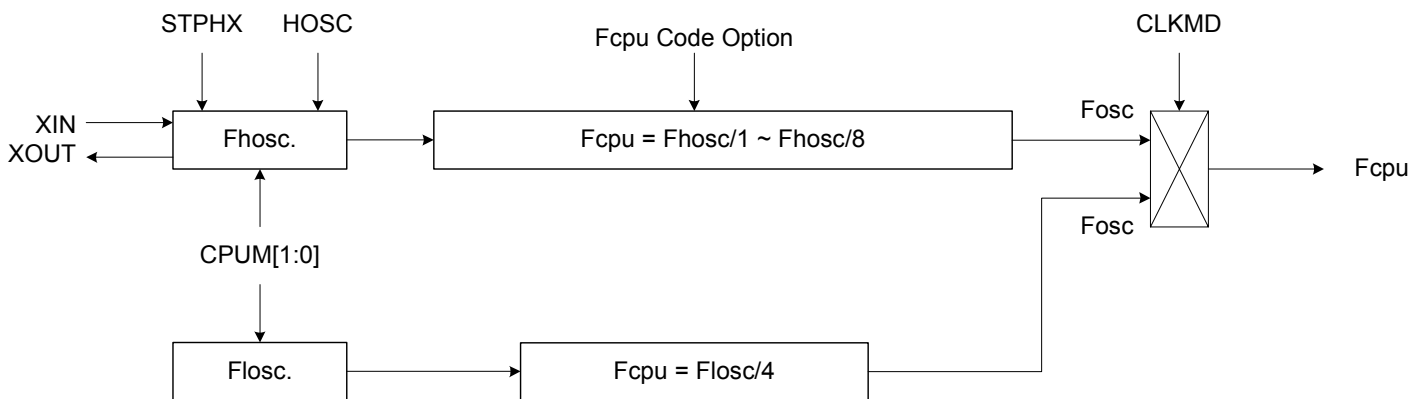 STPHX
HOSC
Fcpu Code Option
CLKMD
XIN
XOUT
Fhosc.
Fcpu = Fhosc/1 ~ Fhosc/8
Fosc
Fcpu
Fosc
CPUM[1:0]
Flosc.
Fcpu = Flosc/4